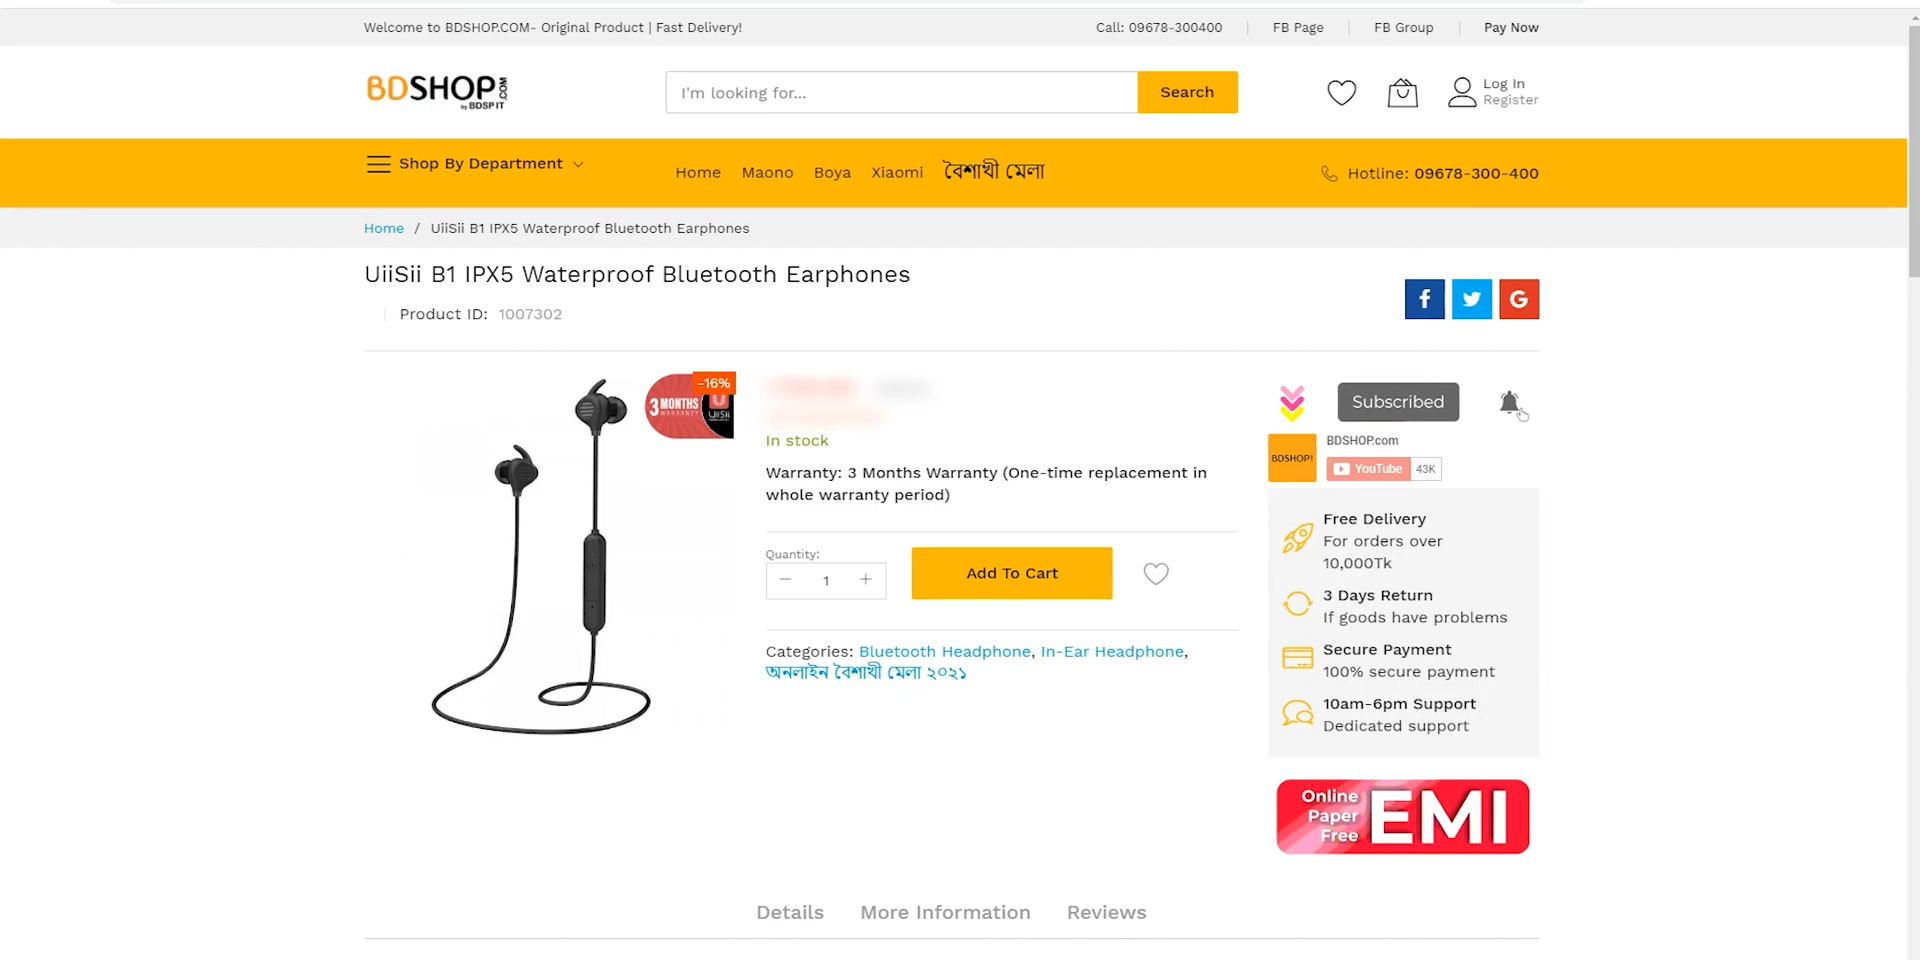 Welcome to BDSHOP.COM- Original Product | Fast Delivery!
Call: 09678-300400 | FB Page | FB Group | Pay Now
BDSHOP.COM
by BDSP IT
I'm looking for...
Search
Log In
Register
Shop By Department
Home Maono Boya Xiaomi বৈশাখী মেলা
Hotline: 09678-300-400
Home / UiiSii B1 IPX5 Waterproof Bluetooth Earphones
UiiSii B1 IPX5 Waterproof Bluetooth Earphones
Product ID: 1007302
-16%
3 MONTHS
WARRANTY
UiiSii
In stock
Warranty: 3 Months Warranty (One-time replacement in
whole warranty period)
Quantity:
1
Add To Cart
Categories: Bluetooth Headphone, In-Ear Headphone,
অনলাইন বৈশাখী মেলা ২০২১
Subscribed
BDSHOP!
BDSHOP.com
YouTube 43K
Free Delivery
For orders over
10,000Tk
3 Days Return
If goods have problems
Secure Payment
100% secure payment
10am-6pm Support
Dedicated support
Online
Paper
Free
EMI
Details More Information Reviews